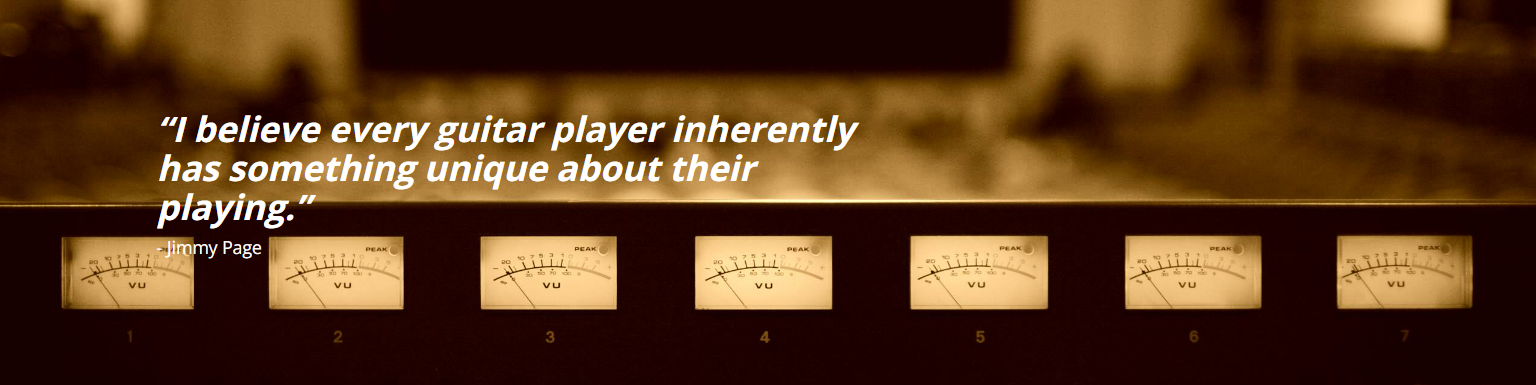 “I believe every guitar player inherently
has something unique about their
playing.”
- Jimmy Page
PEAK PEAK PEAK PEAK PEAK PEAK
VU VU VU VU VU VU VU
1 2 3 4 5 6 7